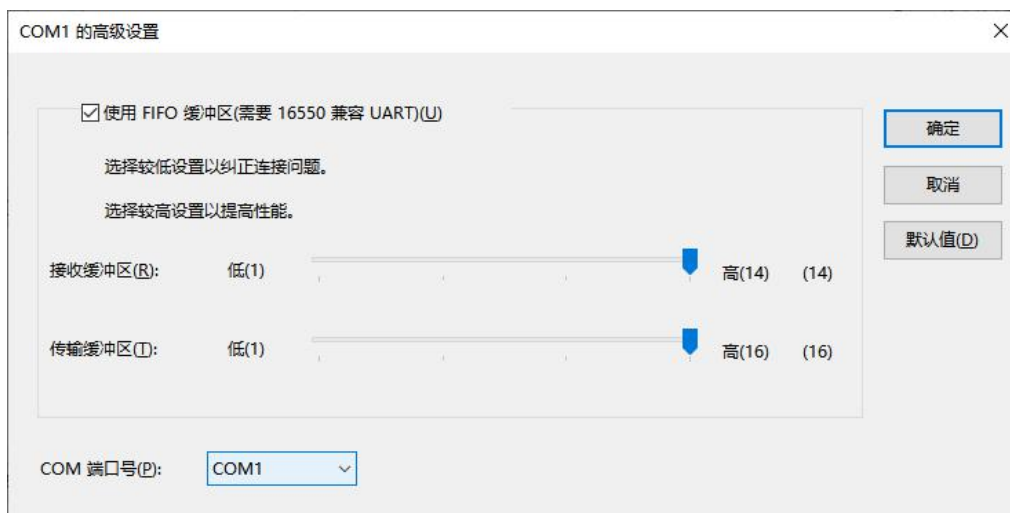 COM1 的高级设置
使用 FIFO 缓冲区(需要 16550 兼容 UART)(U)
确定
选择较低设置以纠正连接问题。
取消
选择较高设置以提高性能。
默认值(D)
接收缓冲区(R): 低(1) 高(14) (14)
传输缓冲区(T): 低(1) 高(16) (16)
COM 端口号(P): COM1